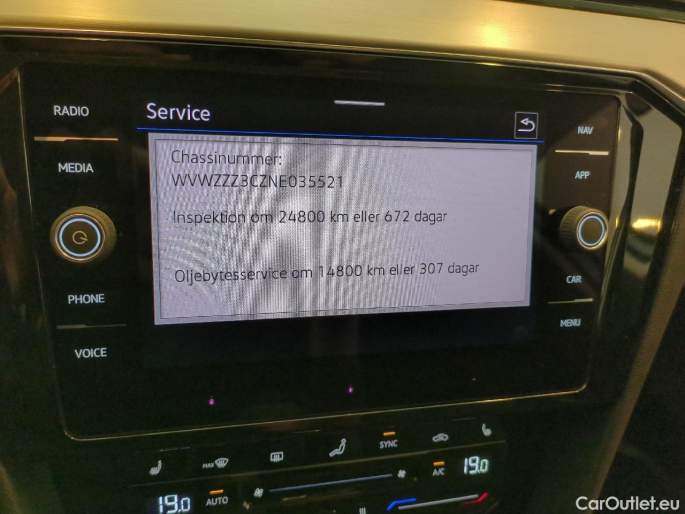 RADIO
MEDIA
PHONE
VOICE
Service
Chassinummer:
WVWZZZ3CZNE035521
Inspektion om 24800 km eller 672 dagar
Oljebytesservice om 14800 km eller 307 dagar
NAV
APP
CAR
MENU
MAX
SYNC
19.0
AUTO
A/C
19.0
CarOutlet.eu